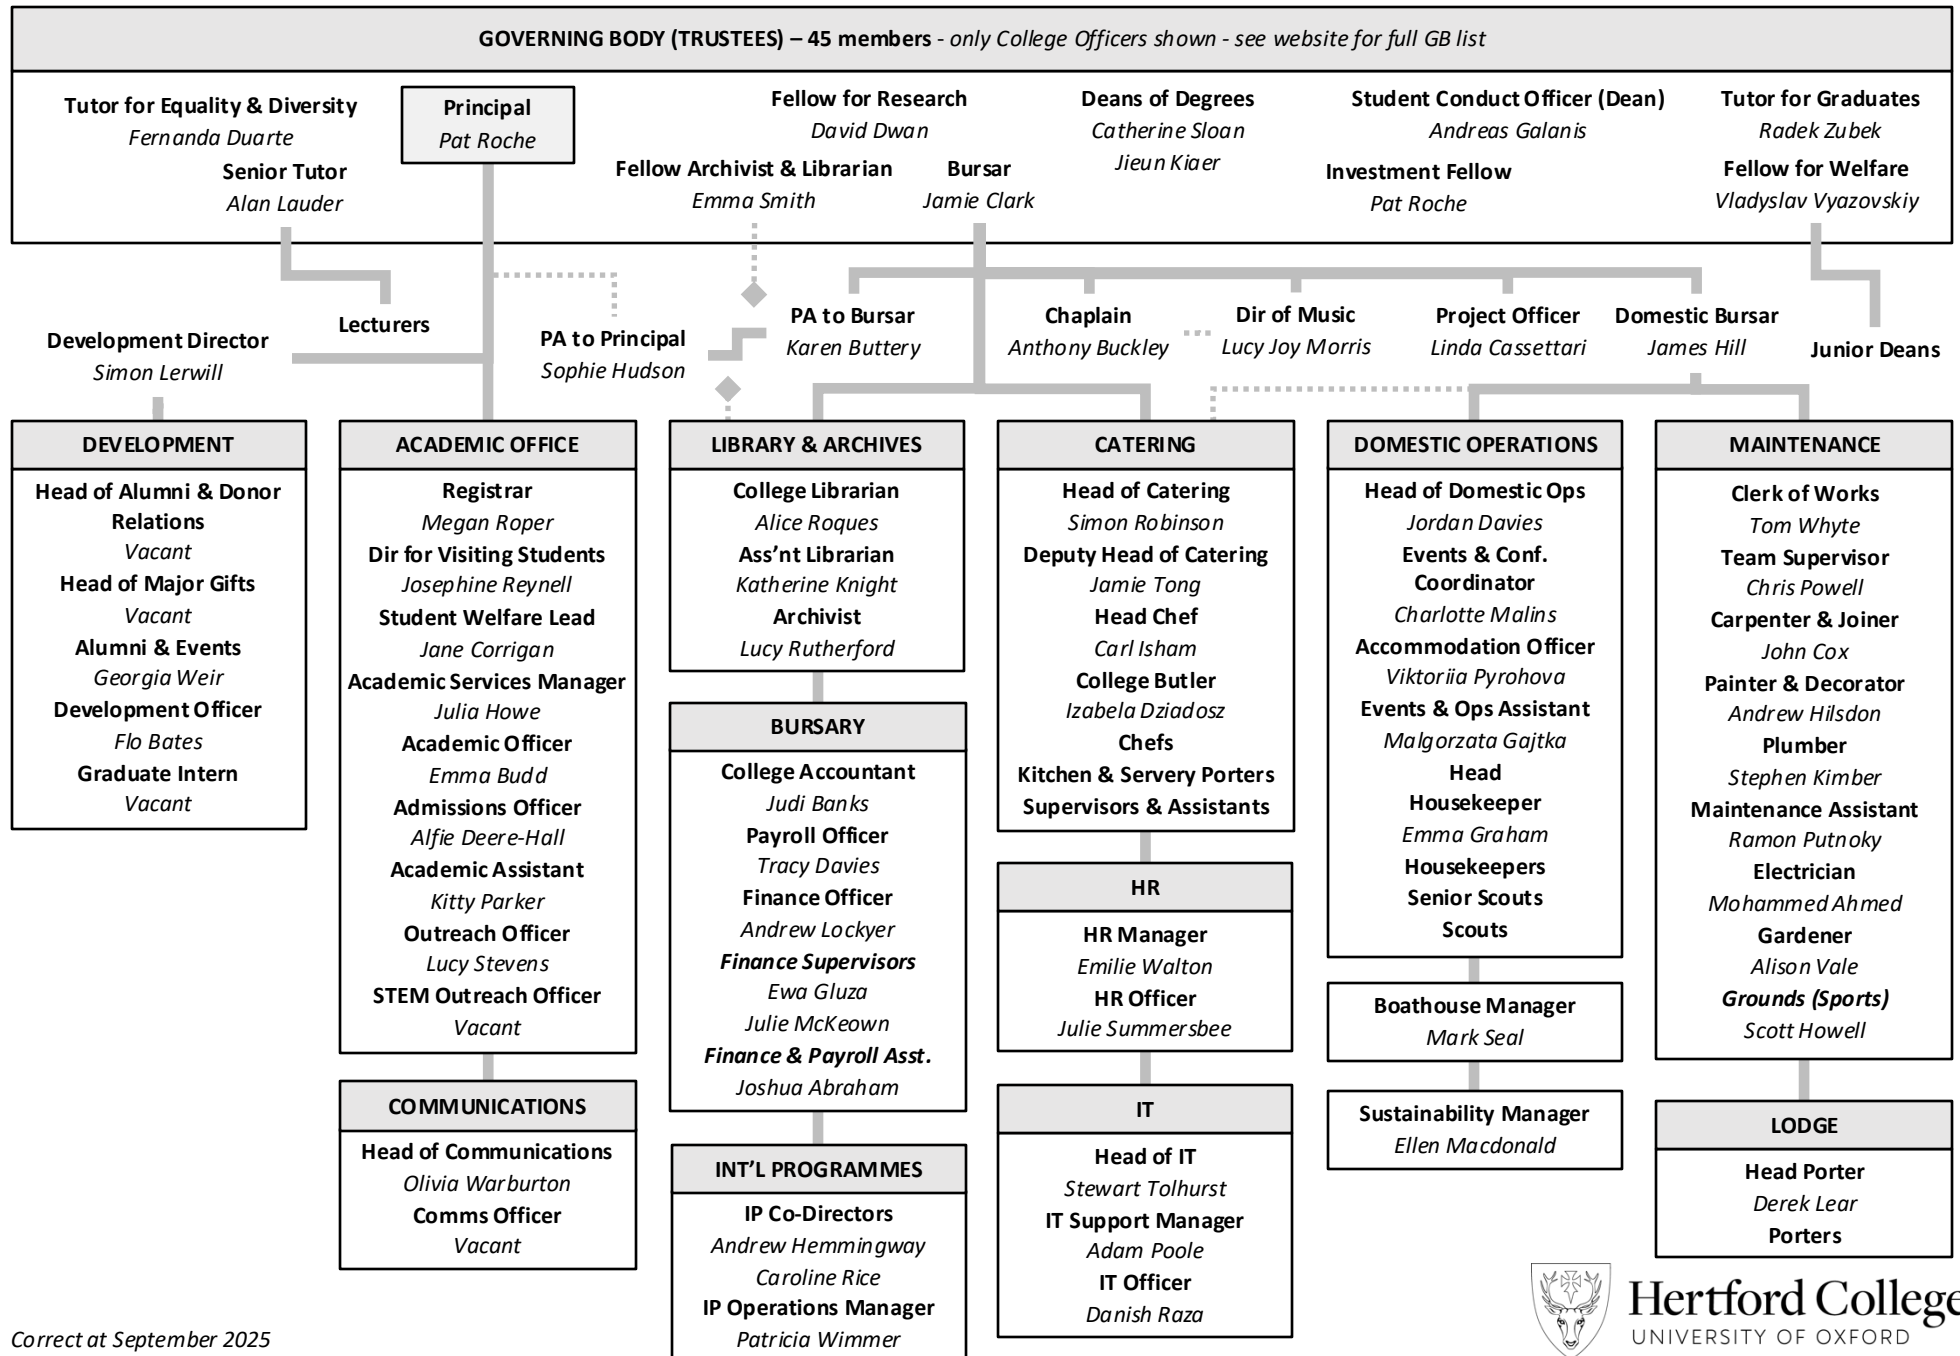 GOVERNING BODY (TRUSTEES) – 45 members - only College Officers shown - see website for full GB list
Tutor for Equality & Diversity
Fernanda Duarte
Senior Tutor
Alan Lauder
Principal
Pat Roche
Fellow for Research
David Dwan
Fellow Archivist & Librarian
Emma Smith
Bursar
Jamie Clark
Deans of Degrees
Catherine Sloan
Jieun Kiaer
Student Conduct Officer (Dean)
Andreas Galanis
Investment Fellow
Pat Roche
Tutor for Graduates
Radek Zubek
Fellow for Welfare
Vladyslav Vyazovskiy
Development Director
Simon Lerwill
Lecturers
PA to Principal
Sophie Hudson
PA to Bursar
Karen Buttery
Chaplain
Anthony Buckley
Dir of Music
Lucy Joy Morris
Project Officer
Linda Cassettari
Domestic Bursar
James Hill
Junior Deans
DEVELOPMENT
Head of Alumni & Donor
Relations
Vacant
Head of Major Gifts
Vacant
Alumni & Events
Georgia Weir
Development Officer
Flo Bates
Graduate Intern
Vacant
ACADEMIC OFFICE
Registrar
Megan Roper
Dir for Visiting Students
Josephine Reynell
Student Welfare Lead
Jane Corrigan
Academic Services Manager
Julia Howe
Academic Officer
Emma Budd
Admissions Officer
Alfie Deere-Hall
Academic Assistant
Kitty Parker
Outreach Officer
Lucy Stevens
STEM Outreach Officer
Vacant
COMMUNICATIONS
Head of Communications
Olivia Warburton
Comms Officer
Vacant
LIBRARY & ARCHIVES
College Librarian
Alice Roques
Ass'nt Librarian
Katherine Knight
Archivist
Lucy Rutherford
BURSARY
College Accountant
Judi Banks
Payroll Officer
Tracy Davies
Finance Officer
Andrew Lockyer
Finance Supervisors
Ewa Gluza
Julie McKeown
Finance & Payroll Asst.
Joshua Abraham
INT'L PROGRAMMES
IP Co-Directors
Andrew Hemmingway
Caroline Rice
IP Operations Manager
Patricia Wimmer
CATERING
Head of Catering
Simon Robinson
Deputy Head of Catering
Jamie Tong
Head Chef
Carl Isham
College Butler
Izabela Dziadosz
Chefs
Kitchen & Servery Porters
Supervisors & Assistants
HR
HR Manager
Emilie Walton
HR Officer
Julie Summersbee
IT
Head of IT
Stewart Tolhurst
IT Support Manager
Adam Poole
IT Officer
Danish Raza
DOMESTIC OPERATIONS
Head of Domestic Ops
Jordan Davies
Events & Conf.
Coordinator
Charlotte Malins
Accommodation Officer
Viktoriia Pyrohova
Events & Ops Assistant
Malgorzata Gajtka
Head
Housekeeper
Emma Graham
Housekeepers
Senior Scouts
Scouts
Boathouse Manager
Mark Seal
Sustainability Manager
Ellen Macdonald
MAINTENANCE
Clerk of Works
Tom Whyte
Team Supervisor
Chris Powell
Carpenter & Joiner
John Cox
Painter & Decorator
Andrew Hilsdon
Plumber
Stephen Kimber
Maintenance Assistant
Ramon Putnoky
Electrician
Mohammed Ahmed
Gardener
Alison Vale
Grounds (Sports)
Scott Howell
LODGE
Head Porter
Derek Lear
Porters
Correct at September 2025
Hertford College
UNIVERSITY OF OXFORD